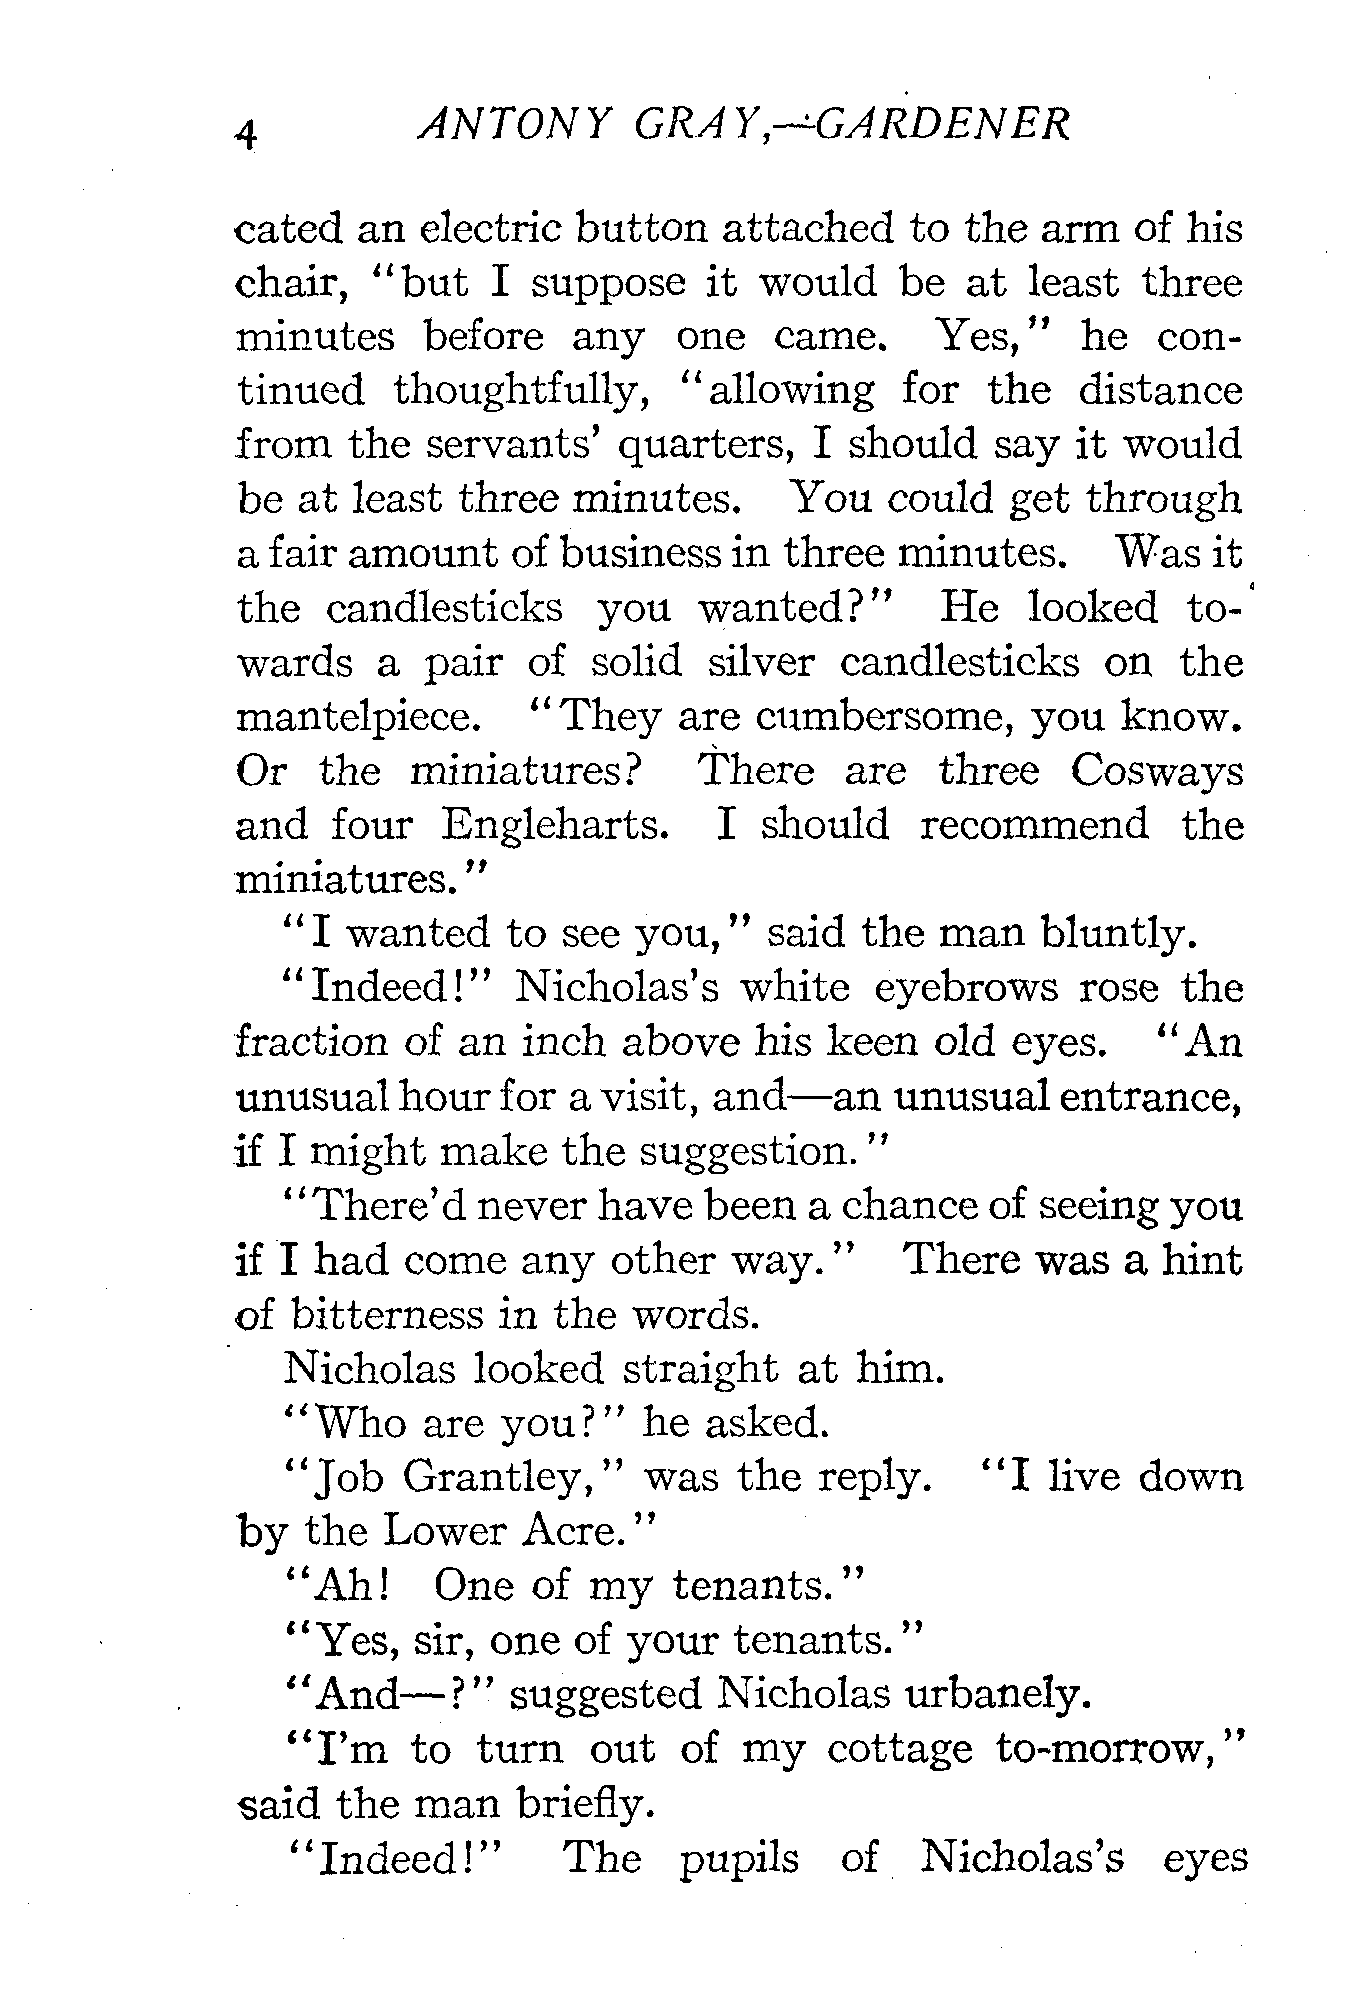 4 ANTONY GRAY,—GARDENER
cated an electric button attached to the arm of his
chair, "but I suppose it would be at least three
minutes before any one came. Yes," he con-
tinued thoughtfully, "allowing for the distance
from the servants' quarters, I should say it would
be at least three minutes. You could get through
a fair amount of business in three minutes. Was it
the candlesticks you wanted?" He looked to-
wards a pair of solid silver candlesticks on the
mantelpiece. "They are cumbersome, you know.
Or the miniatures? There are three Cosways
and four Engleharts. I should recommend the
miniatures."
"I wanted to see you," said the man bluntly.
"Indeed!" Nicholas's white eyebrows rose the
fraction of an inch above his keen old eyes. "An
unusual hour for a visit, and—an unusual entrance,
if I might make the suggestion."
"There'd never have been a chance of seeing you
if I had come any other way." There was a hint
of bitterness in the words.
Nicholas looked straight at him.
"Who are you?" he asked.
"Job Grantley," was the reply. "I live down
by the Lower Acre."
"Ah! One of my tenants."
"Yes, sir, one of your tenants."
"And—?" suggested Nicholas urbanely.
"I'm to turn out of my cottage to-morrow,"
said the man briefly.
"Indeed!" The pupils of Nicholas's eyes